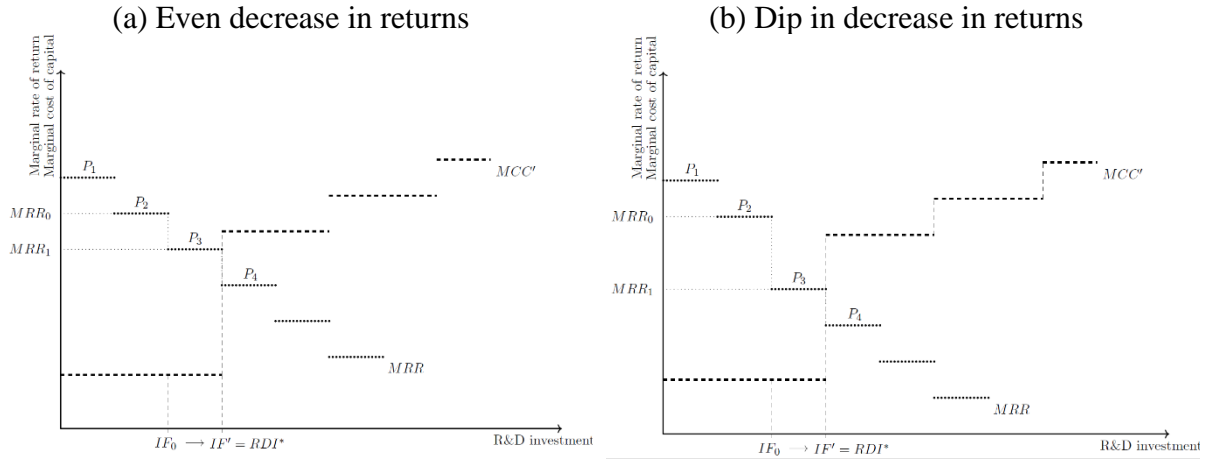 (a) Even decrease in returns
Marginal rate of return
Marginal cost of capital
P₁
MCC′
MRR₀
P₂
MRR₁
P₃
P₄
MRR
IF₀ → IF′ = RDI*
R&D investment
(b) Dip in decrease in returns
Marginal rate of return
Marginal cost of capital
P₁
MCC′
MRR₀
P₂
MRR₁
P₃
P₄
MRR
IF₀ → IF′ = RDI*
R&D investment